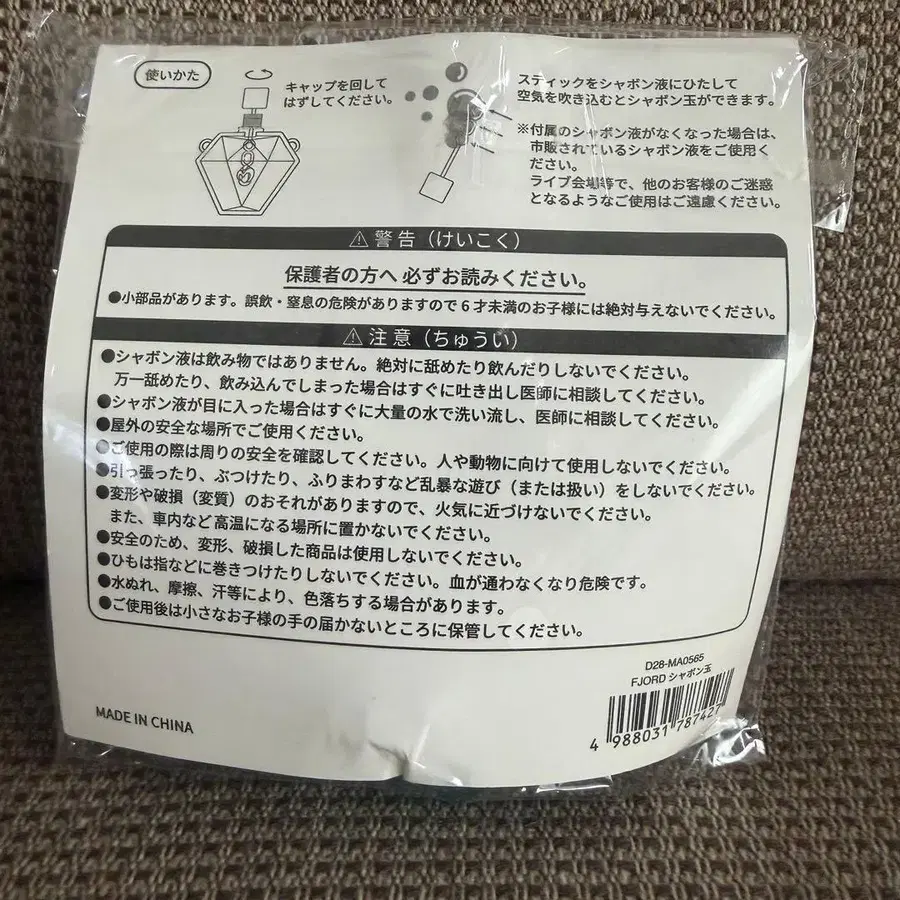 使いかた
キャップを回して
はずしてください。
スティックをシャボン液にひたして
空気を吹き込むとシャボン玉ができます。
※付属のシャボン液がなくなった場合は、
市販されているシャボン液をご使用く
ださい。
ライブ会場等で、他のお客様のご迷惑
となるようなご使用はご遠慮ください。
⚠ 警告（けいこく）
保護者の方へ 必ずお読みください。
●小部品があります。誤飲・窒息の危険がありますので6才未満のお子様には絶対与えないでください。
⚠ 注意（ちゅうい）
●シャボン液は飲み物ではありません。絶対に舐めたり飲んだりしないでください。
万一舐めたり、飲み込んでしまった場合はすぐに吐き出し医師に相談してください。
●シャボン液が目に入った場合はすぐに大量の水で洗い流し、医師に相談してください。
●屋外の安全な場所でご使用ください。
●ご使用の際は周りの安全を確認してください。人や動物に向けて使用しないでください。
●引っ張ったり、ぶつけたり、ふりまわすなど乱暴な遊び（または扱い）をしないでください。
●変形や破損（変質）のおそれがありますので、火気に近づけないでください。
また、車内など高温になる場所に置かないでください。
●安全のため、変形、破損した商品は使用しないでください。
●ひもは指などに巻きつけたりしないでください。血が通わなくなり危険です。
●水ぬれ、摩擦、汗等により、色落ちする場合があります。
●ご使用後は小さなお子様の手の届かないところに保管してください。
D28-MA0565
FJORD シャボン玉
4 988031 787427
MADE IN CHINA